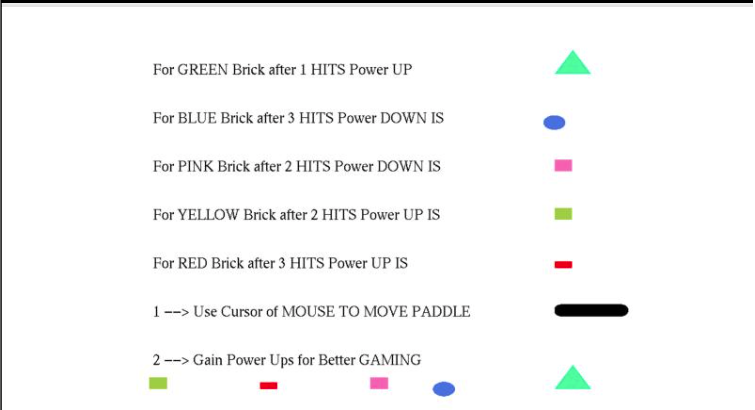 For GREEN Brick after 1 HITS Power UP
For BLUE Brick after 3 HITS Power DOWN IS
For PINK Brick after 2 HITS Power DOWN IS
For YELLOW Brick after 2 HITS Power UP IS
For RED Brick after 3 HITS Power UP IS
1 --> Use Cursor of MOUSE TO MOVE PADDLE
2 --> Gain Power Ups for Better GAMING